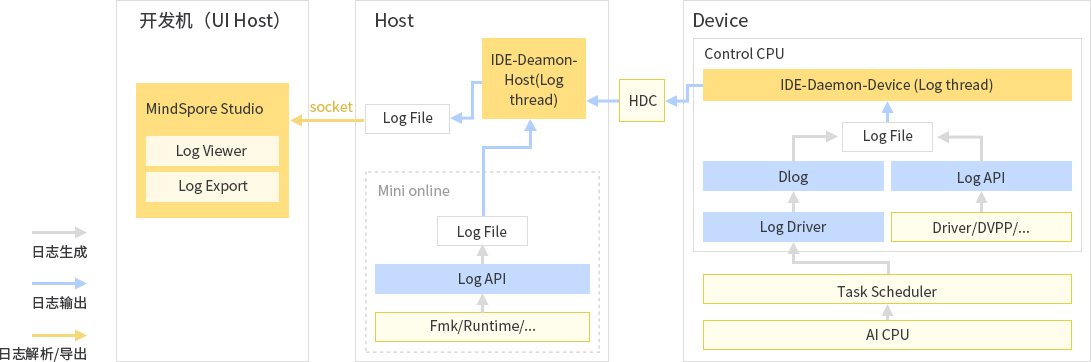 开发机（UI Host）
MindSpore Studio
Log Viewer
Log Export
日志生成
日志输出
日志解析/导出
socket
Host
IDE-Deamon-
Host(Log
thread)
Log File
Mini online
Log File
Log API
Fmk/Runtime/...
HDC
Device
Control CPU
IDE-Daemon-Device (Log thread)
Log File
Dlog
Log API
Log Driver
Driver/DVPP/...
Task Scheduler
AI CPU